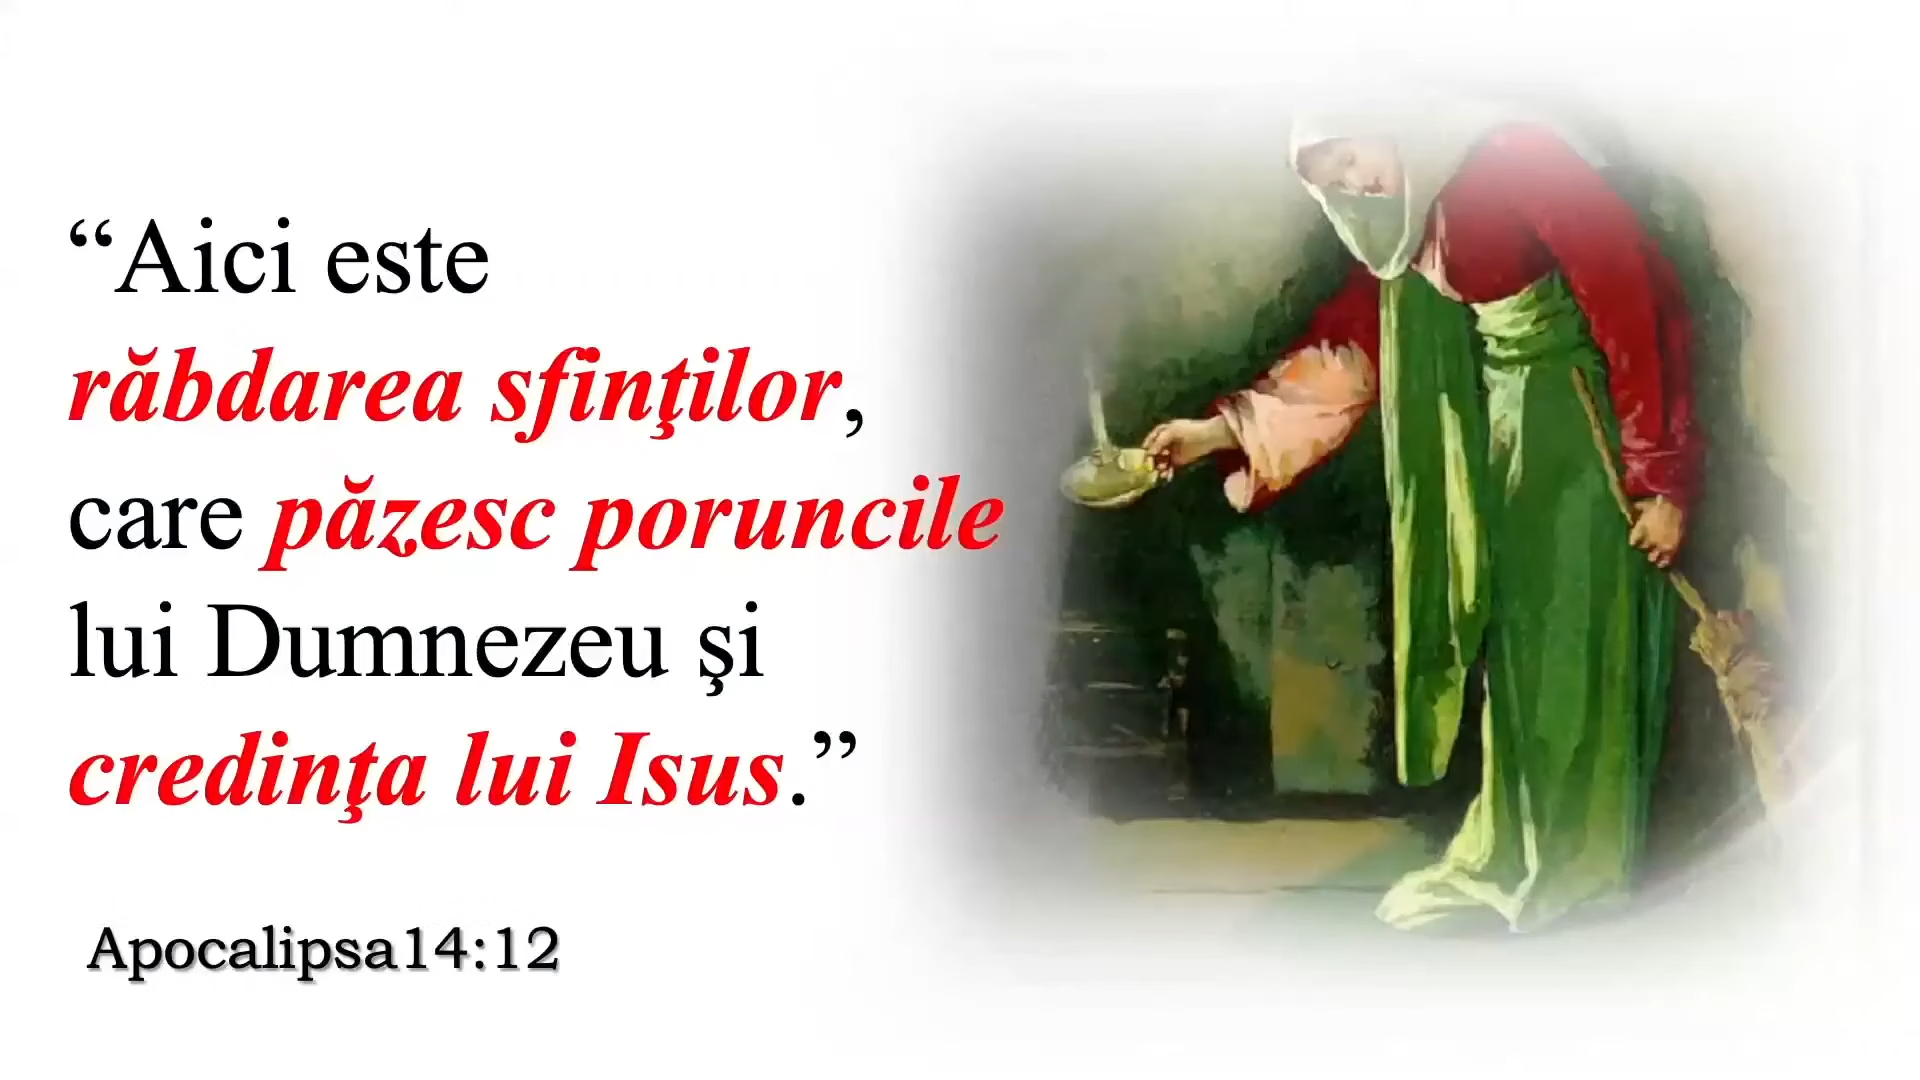 “Aici este
răbdarea sfinţilor,
care păzesc poruncile
lui Dumnezeu şi
credinţa lui Isus.”
Apocalipsa14:12